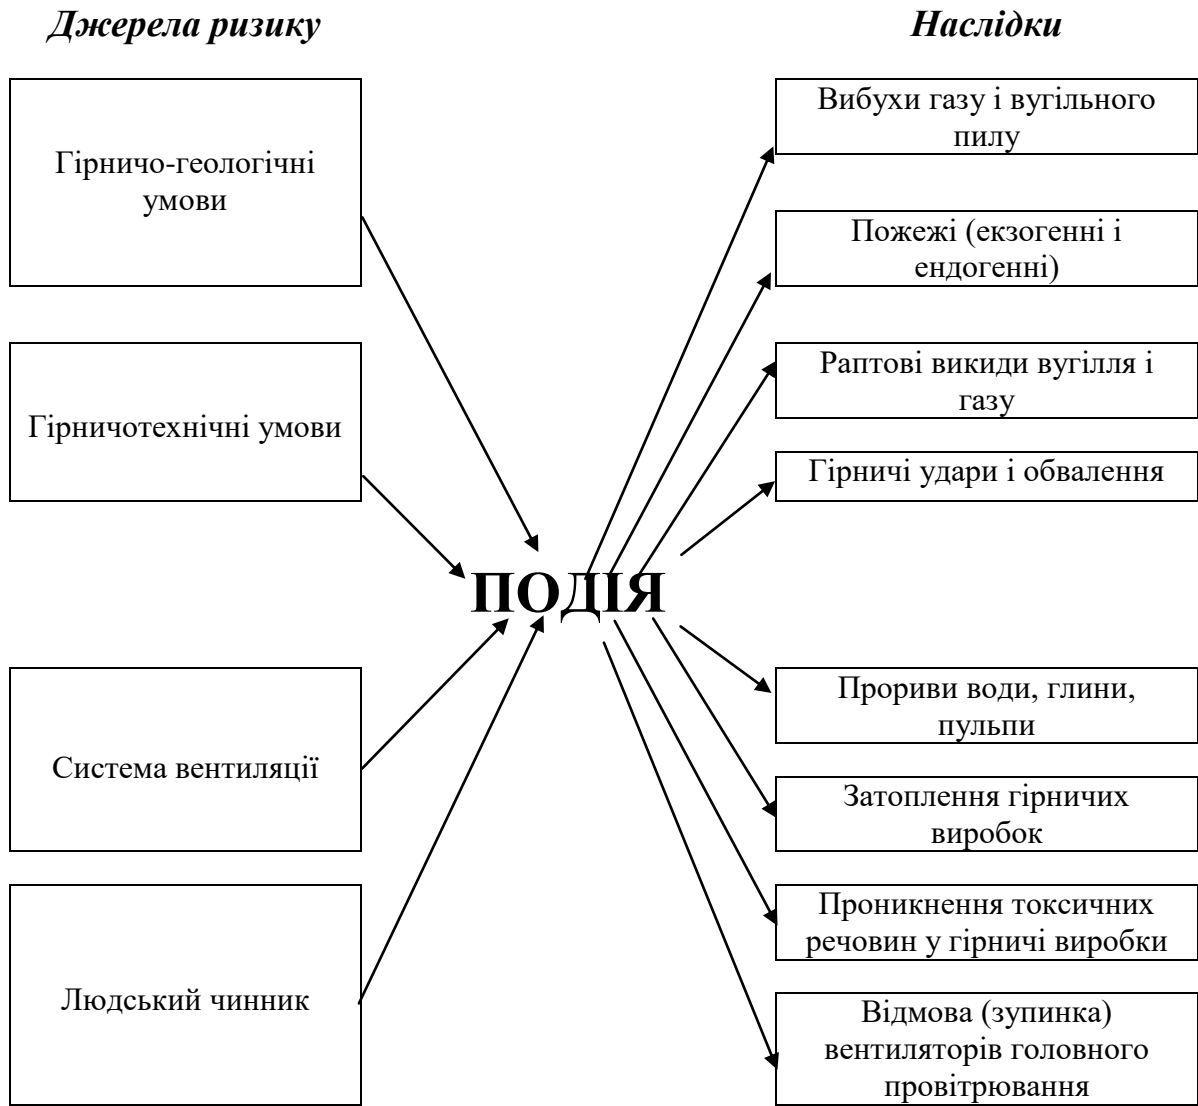 Джерела ризику
Наслідки
Гірничо-геологічні
умови
Гірничотехнічні умови
Система вентиляції
Людський чинник
ПОДІЯ
Вибухи газу і вугільного
пилу
Пожежі (екзогенні і
ендогенні)
Раптові викиди вугілля і
газу
Гірничі удари і обвалення
Прориви води, глини,
пульпи
Затоплення гірничих
виробок
Проникнення токсичних
речовин у гірничі виробки
Відмова (зупинка)
вентиляторів головного
провітрювання